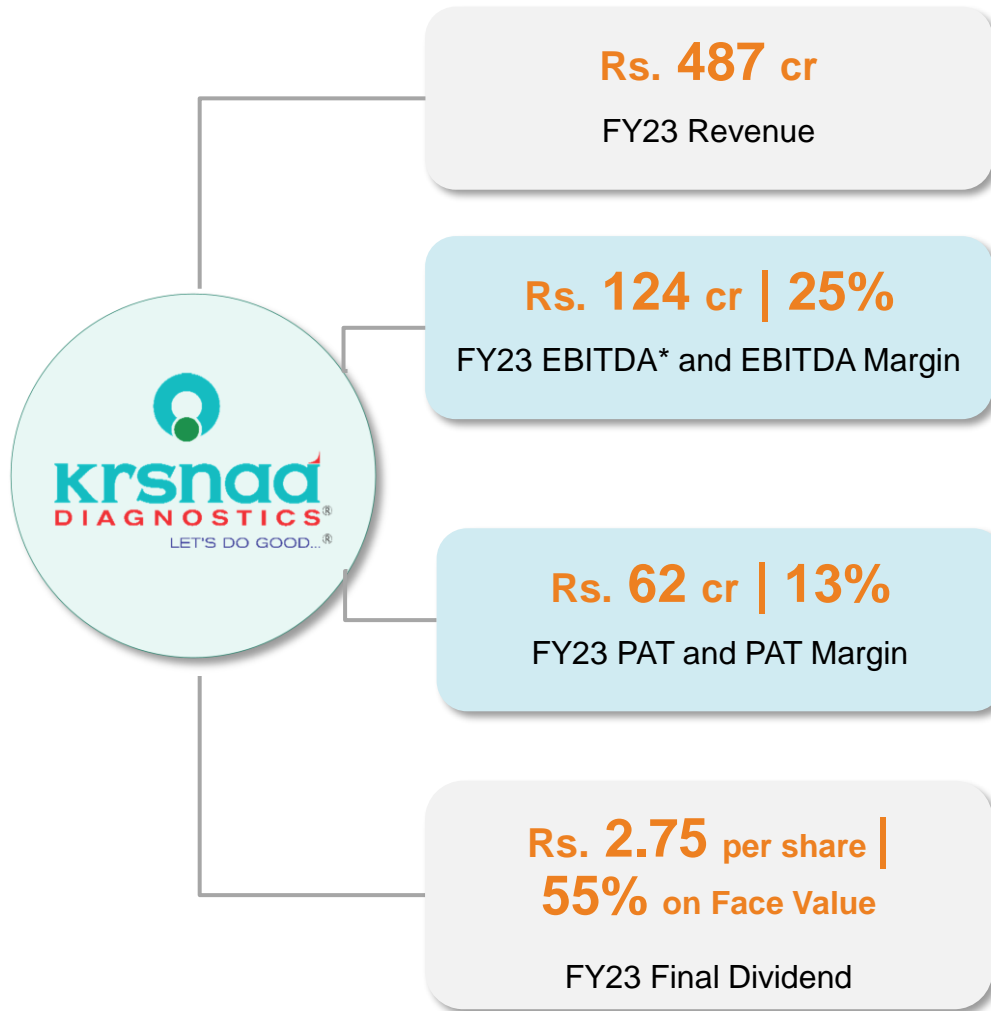 Rs. 487 cr
FY23 Revenue
Rs. 124 cr | 25%
FY23 EBITDA* and EBITDA Margin
krsnaa
DIAGNOSTICS®
LET'S DO GOOD...®
Rs. 62 cr | 13%
FY23 PAT and PAT Margin
Rs. 2.75 per share |
55% on Face Value
FY23 Final Dividend